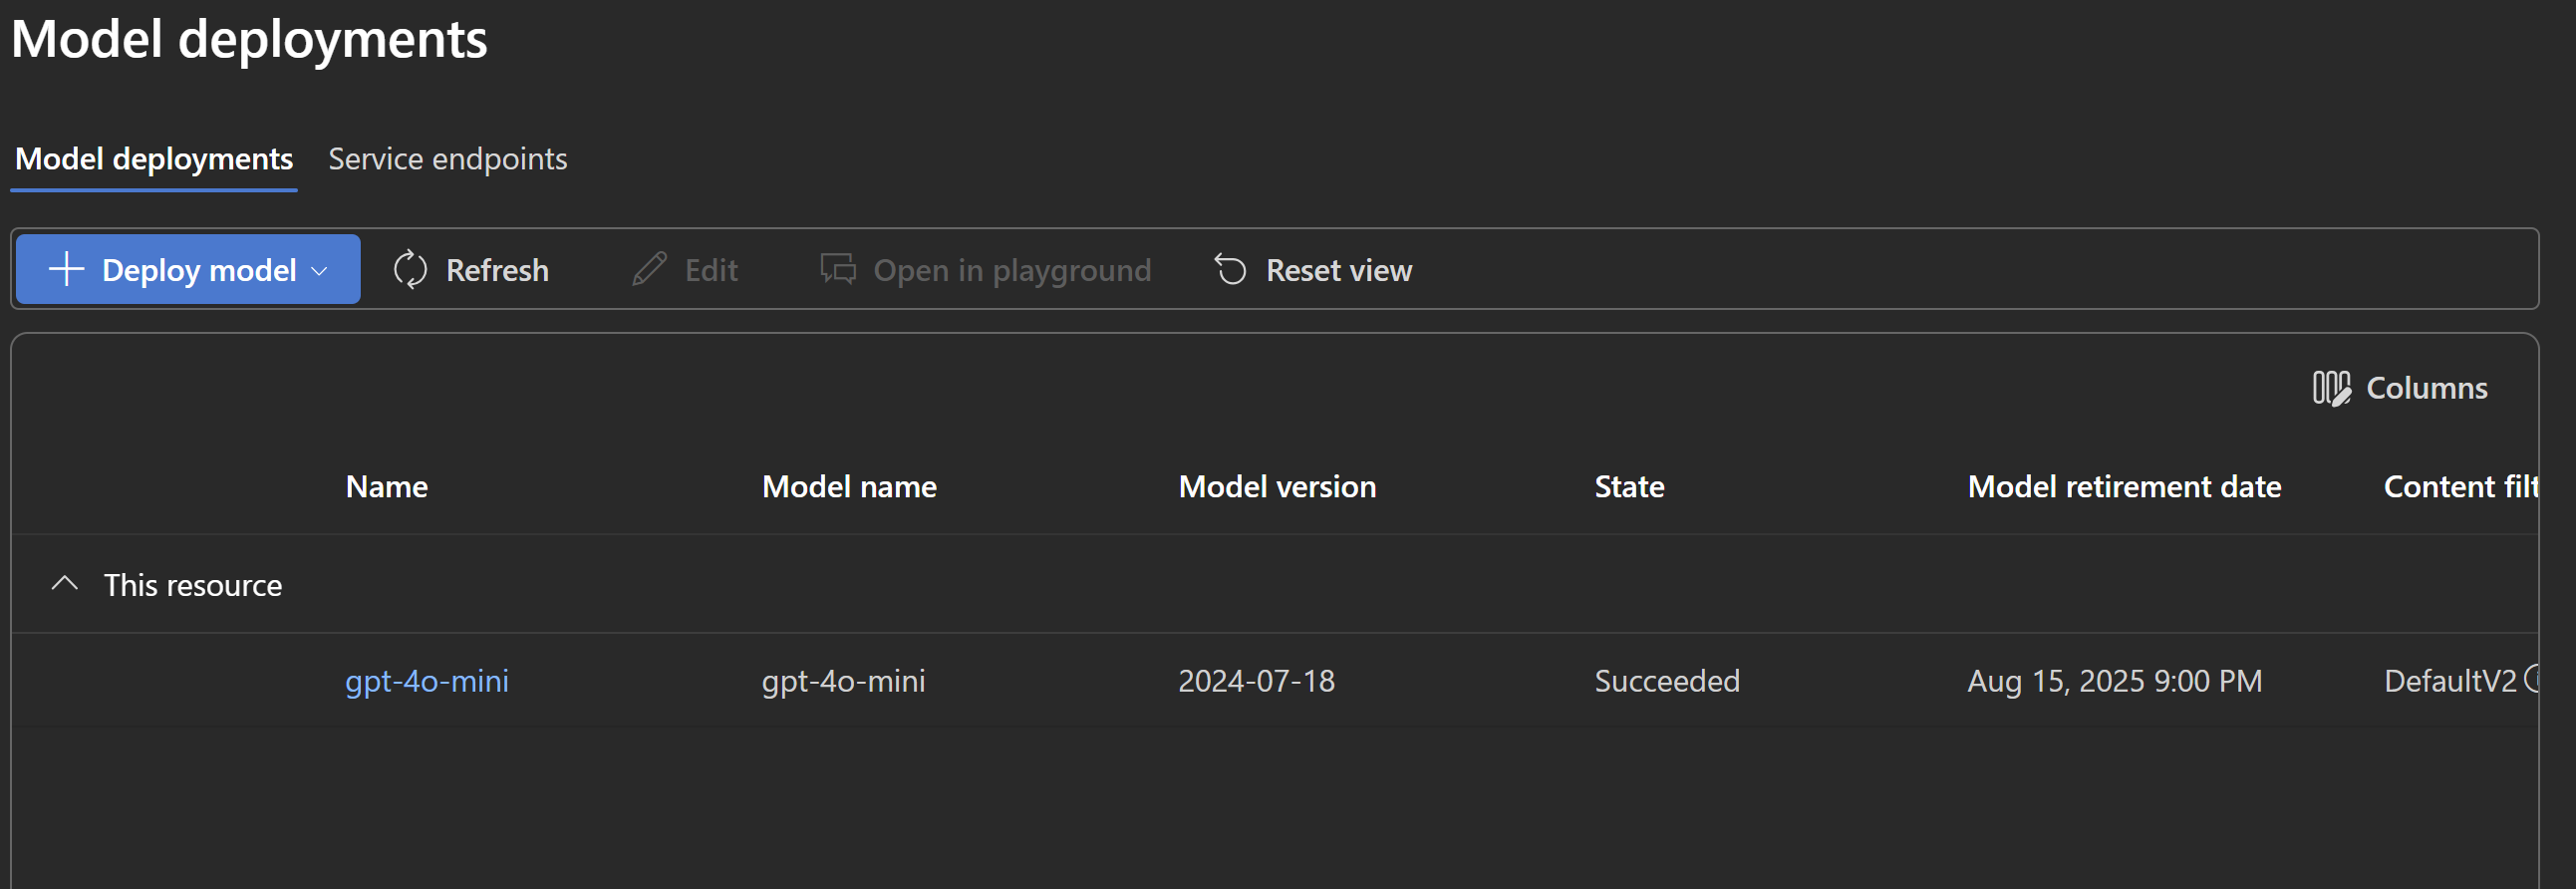 Model deployments
Model deployments Service endpoints
Deploy model Refresh Edit Open in playground Reset view
Columns
Name Model name Model version State Model retirement date Content filt
This resource
gpt-4o-mini gpt-4o-mini 2024-07-18 Succeeded Aug 15, 2025 9:00 PM DefaultV2